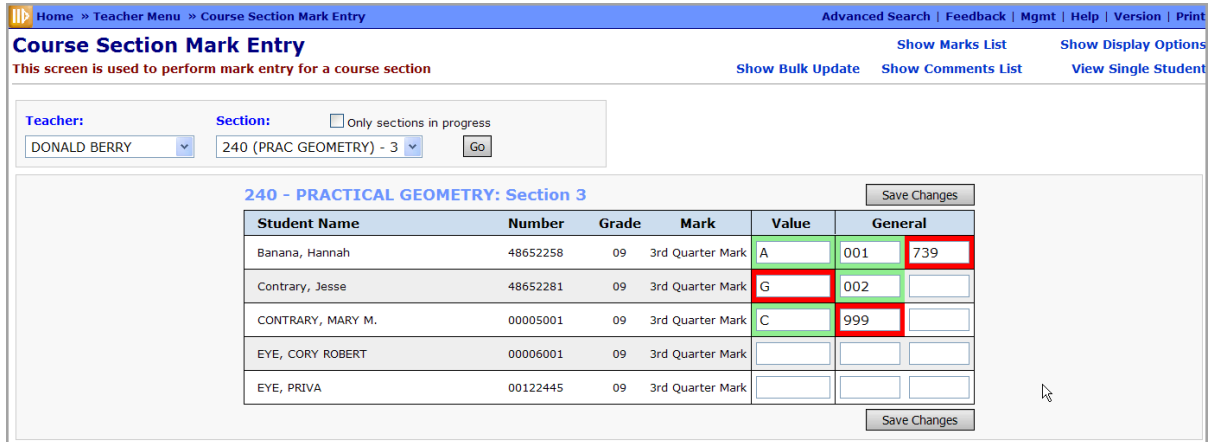 Home » Teacher Menu » Course Section Mark Entry Advanced Search | Feedback | Mgmt | Help | Version | Print
Course Section Mark Entry Show Marks List Show Display Options
This screen is used to perform mark entry for a course section Show Bulk Update Show Comments List View Single Student
Teacher: Section: Only sections in progress
DONALD BERRY 240 (PRAC GEOMETRY) - 3 Go
240 - PRACTICAL GEOMETRY: Section 3 Save Changes
Student Name Number Grade Mark Value General
Banana, Hannah 48652258 09 3rd Quarter Mark A 001 739
Contrary, Jesse 48652281 09 3rd Quarter Mark G 002
CONTRARY, MARY M. 00005001 09 3rd Quarter Mark C 999
EYE, CORY ROBERT 00006001 09 3rd Quarter Mark
EYE, PRIVA 00122445 09 3rd Quarter Mark
Save Changes